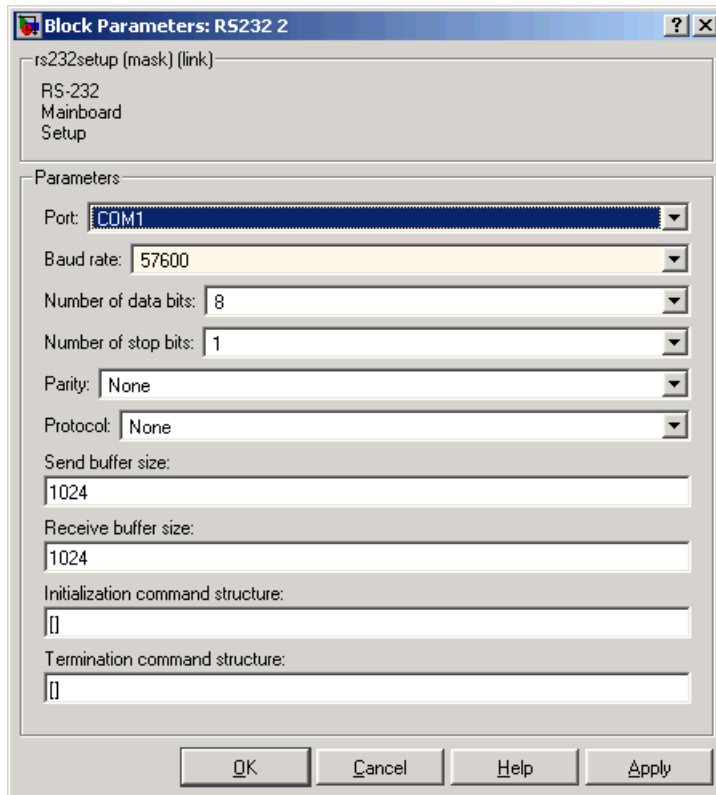 Block Parameters: RS232 2
rs232setup (mask) (link)
RS-232
Mainboard
Setup
Parameters
Port: COM1
Baud rate: 57600
Number of data bits: 8
Number of stop bits: 1
Parity: None
Protocol: None
Send buffer size:
1024
Receive buffer size:
1024
Initialization command structure:
[]
Termination command structure:
[]
OK Cancel Help Apply